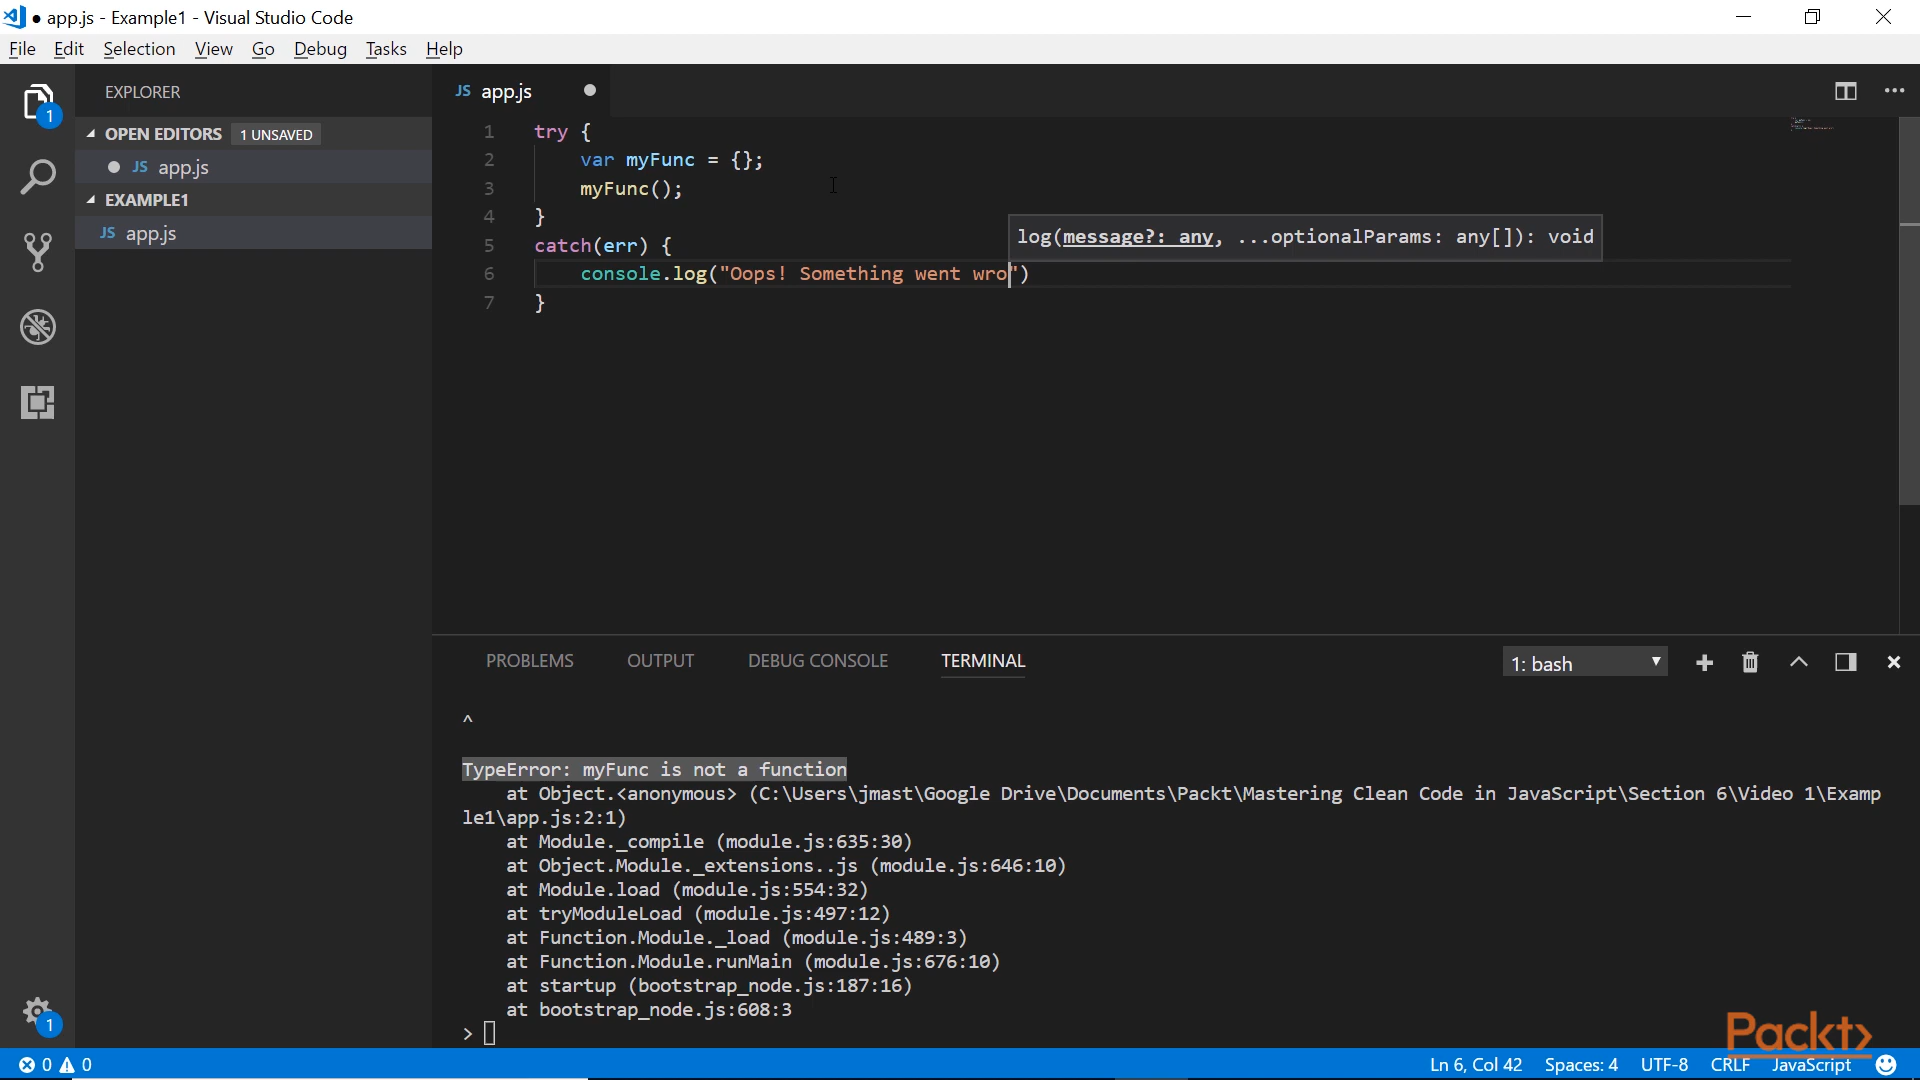 ● app.js - Example1 - Visual Studio Code
File Edit Selection View Go Debug Tasks Help
EXPLORER
OPEN EDITORS 1 UNSAVED
● JS app.js
EXAMPLE1
JS app.js
1
JS app.js ●
1 try {
2 var myFunc = {};
3 myFunc();
4 }
5 catch(err) {
log(message?: any, ...optionalParams: any[]): void
6 console.log("Oops! Something went wro")
7 }
PROBLEMS OUTPUT DEBUG CONSOLE TERMINAL 1: bash
^
TypeError: myFunc is not a function
at Object.<anonymous> (C:\Users\jmast\Google Drive\Documents\Packt\Mastering Clean Code in JavaScript\Section 6\Video 1\Examp
le1\app.js:2:1)
at Module._compile (module.js:635:30)
at Object.Module._extensions..js (module.js:646:10)
at Module.load (module.js:554:32)
at tryModuleLoad (module.js:497:12)
at Function.Module._load (module.js:489:3)
at Function.Module.runMain (module.js:676:10)
at startup (bootstrap_node.js:187:16)
at bootstrap_node.js:608:3
>
1
Packt>
0 0 Ln 6, Col 42 Spaces: 4 UTF-8 CRLF JavaScript